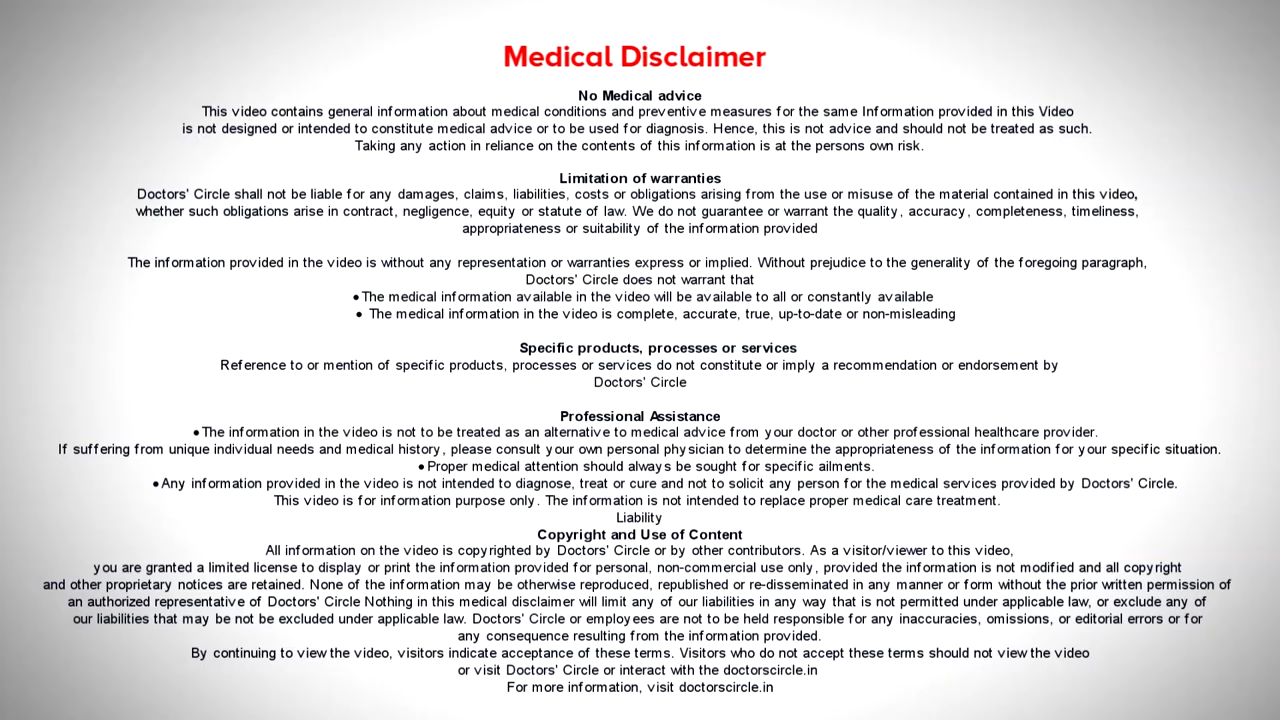 Medical Disclaimer
No Medical advice
This video contains general information about medical conditions and preventive measures for the same Information provided in this Video
is not designed or intended to constitute medical advice or to be used for diagnosis. Hence, this is not advice and should not be treated as such.
Taking any action in reliance on the contents of this information is at the persons own risk.
Limitation of warranties
Doctors' Circle shall not be liable for any damages, claims, liabilities, costs or obligations arising from the use or misuse of the material contained in this video,
whether such obligations arise in contract, negligence, equity or statute of law. We do not guarantee or warrant the quality, accuracy, completeness, timeliness,
appropriateness or suitability of the information provided
The information provided in the video is without any representation or warranties express or implied. Without prejudice to the generality of the foregoing paragraph,
Doctors' Circle does not warrant that
• The medical information available in the video will be available to all or constantly available
• The medical information in the video is complete, accurate, true, up-to-date or non-misleading
Specific products, processes or services
Reference to or mention of specific products, processes or services do not constitute or imply a recommendation or endorsement by
Doctors' Circle
Professional Assistance
• The information in the video is not to be treated as an alternative to medical advice from your doctor or other professional healthcare provider.
If suffering from unique individual needs and medical history, please consult your own personal physician to determine the appropriateness of the information for your specific situation.
• Proper medical attention should always be sought for specific ailments.
• Any information provided in the video is not intended to diagnose, treat or cure and not to solicit any person for the medical services provided by Doctors' Circle.
This video is for information purpose only. The information is not intended to replace proper medical care treatment.
Liability
Copyright and Use of Content
All information on the video is copyrighted by Doctors' Circle or by other contributors. As a visitor/viewer to this video,
you are granted a limited license to display or print the information provided for personal, non-commercial use only, provided the information is not modified and all copyright
and other proprietary notices are retained. None of the information may be otherwise reproduced, republished or re-disseminated in any manner or form without the prior written permission of
an authorized representative of Doctors' Circle Nothing in this medical disclaimer will limit any of our liabilities in any way that is not permitted under applicable law, or exclude any of
our liabilities that may be not be excluded under applicable law. Doctors' Circle or employees are not to be held responsible for any inaccuracies, omissions, or editorial errors or for
any consequence resulting from the information provided.
By continuing to view the video, visitors indicate acceptance of these terms. Visitors who do not accept these terms should not view the video
or visit Doctors' Circle or interact with the doctorscircle.in
For more information, visit doctorscircle.in